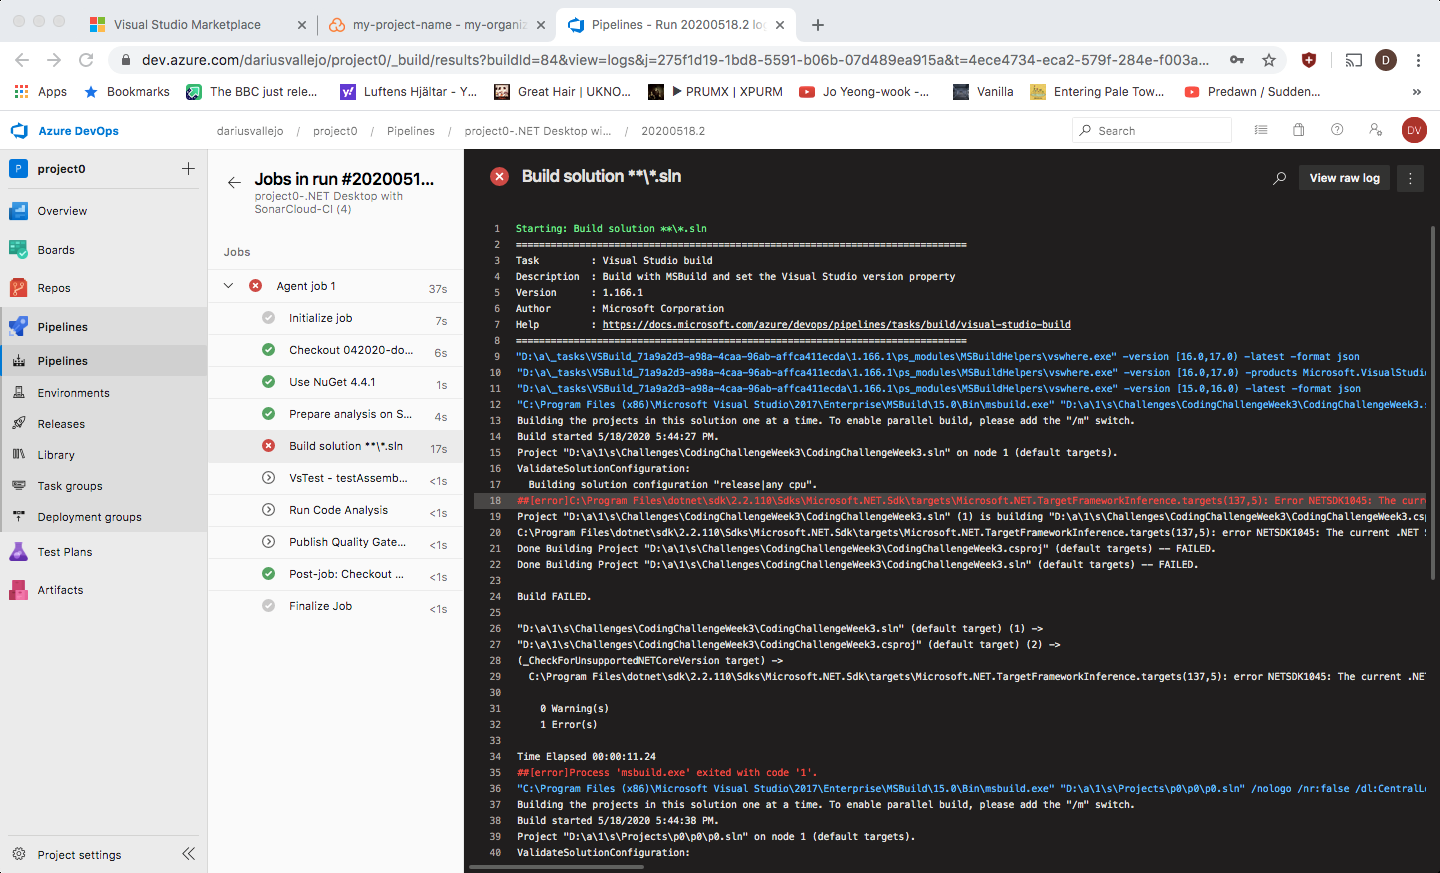 Visual Studio Marketplace
my-project-name - my-organiz
Pipelines - Run 20200518.2 lo
dev.azure.com/dariusvallejo/project0/_build/results?buildId=84&view=logs&j=275f1d19-1bd8-5591-b06b-07d489ea915a&t=4ece4734-eca2-579f-284e-f003a...
D
Apps
Bookmarks
The BBC just rele...
Luftens Hjältar - Y...
Great Hair | UKNO...
▶ PRUMX | XPURM
Jo Yeong-wook -...
Vanilla
Entering Pale Tow...
Predawn / Sudden...
»
Azure DevOps
dariusvallejo / project0 / Pipelines / project0-.NET Desktop wi... / 20200518.2
Search
DV
P project0
Overview
Boards
Repos
Pipelines
Pipelines
Environments
Releases
Library
Task groups
Deployment groups
Test Plans
Artifacts
Project settings
Jobs in run #2020051...
project0-.NET Desktop with
SonarCloud-CI (4)
Jobs
Agent job 1 37s
Initialize job 7s
Checkout 042020-do... 6s
Use NuGet 4.4.1 1s
Prepare analysis on S... 4s
Build solution **\*.sln 17s
VsTest - testAssemb... <1s
Run Code Analysis <1s
Publish Quality Gate... <1s
Post-job: Checkout ... <1s
Finalize Job <1s
Build solution **\*.sln
View raw log
1 Starting: Build solution **\*.sln
2 ==============================================================================
3 Task : Visual Studio build
4 Description : Build with MSBuild and set the Visual Studio version property
5 Version : 1.166.1
6 Author : Microsoft Corporation
7 Help : https://docs.microsoft.com/azure/devops/pipelines/tasks/build/visual-studio-build
8 ==============================================================================
9 "D:\a\_tasks\VSBuild_71a9a2d3-a98a-4caa-96ab-affca411ecda\1.166.1\ps_modules\MSBuildHelpers\vswhere.exe" -version [16.0,17.0) -latest -format json
10 "D:\a\_tasks\VSBuild_71a9a2d3-a98a-4caa-96ab-affca411ecda\1.166.1\ps_modules\MSBuildHelpers\vswhere.exe" -version [16.0,17.0) -products Microsoft.VisualStudi
11 "D:\a\_tasks\VSBuild_71a9a2d3-a98a-4caa-96ab-affca411ecda\1.166.1\ps_modules\MSBuildHelpers\vswhere.exe" -version [15.0,16.0) -latest -format json
12 "C:\Program Files (x86)\Microsoft Visual Studio\2017\Enterprise\MSBuild\15.0\Bin\msbuild.exe" "D:\a\1\s\Challenges\CodingChallengeWeek3\CodingChallengeWeek3.
13 Building the projects in this solution one at a time. To enable parallel build, please add the "/m" switch.
14 Build started 5/18/2020 5:44:27 PM.
15 Project "D:\a\1\s\Challenges\CodingChallengeWeek3\CodingChallengeWeek3.sln" on node 1 (default targets).
16 ValidateSolutionConfiguration:
17 Building solution configuration "release|any cpu".
18 ##[error]C:\Program Files\dotnet\sdk\2.2.110\Sdks\Microsoft.NET.Sdk\targets\Microsoft.NET.TargetFrameworkInference.targets(137,5): Error NETSDK1045: The curr
19 Project "D:\a\1\s\Challenges\CodingChallengeWeek3\CodingChallengeWeek3.sln" (1) is building "D:\a\1\s\Challenges\CodingChallengeWeek3\CodingChallengeWeek3.csp
20 C:\Program Files\dotnet\sdk\2.2.110\Sdks\Microsoft.NET.Sdk\targets\Microsoft.NET.TargetFrameworkInference.targets(137,5): error NETSDK1045: The current .NET S
21 Done Building Project "D:\a\1\s\Challenges\CodingChallengeWeek3\CodingChallengeWeek3.csproj" (default targets) -- FAILED.
22 Done Building Project "D:\a\1\s\Challenges\CodingChallengeWeek3\CodingChallengeWeek3.sln" (default targets) -- FAILED.
23
24 Build FAILED.
25
26 "D:\a\1\s\Challenges\CodingChallengeWeek3\CodingChallengeWeek3.sln" (default target) (1) ->
27 "D:\a\1\s\Challenges\CodingChallengeWeek3\CodingChallengeWeek3.csproj" (default target) (2) ->
28 (_CheckForUnsupportedNETCoreVersion target) ->
29 C:\Program Files\dotnet\sdk\2.2.110\Sdks\Microsoft.NET.Sdk\targets\Microsoft.NET.TargetFrameworkInference.targets(137,5): error NETSDK1045: The current .NE
30
31 0 Warning(s)
32 1 Error(s)
33
34 Time Elapsed 00:00:11.24
35 ##[error]Process 'msbuild.exe' exited with code '1'.
36 "C:\Program Files (x86)\Microsoft Visual Studio\2017\Enterprise\MSBuild\15.0\Bin\msbuild.exe" "D:\a\1\s\Projects\p0\p0\p0.sln" /nologo /nr:false /dl:CentralLo
37 Building the projects in this solution one at a time. To enable parallel build, please add the "/m" switch.
38 Build started 5/18/2020 5:44:38 PM.
39 Project "D:\a\1\s\Projects\p0\p0\p0.sln" on node 1 (default targets).
40 ValidateSolutionConfiguration: